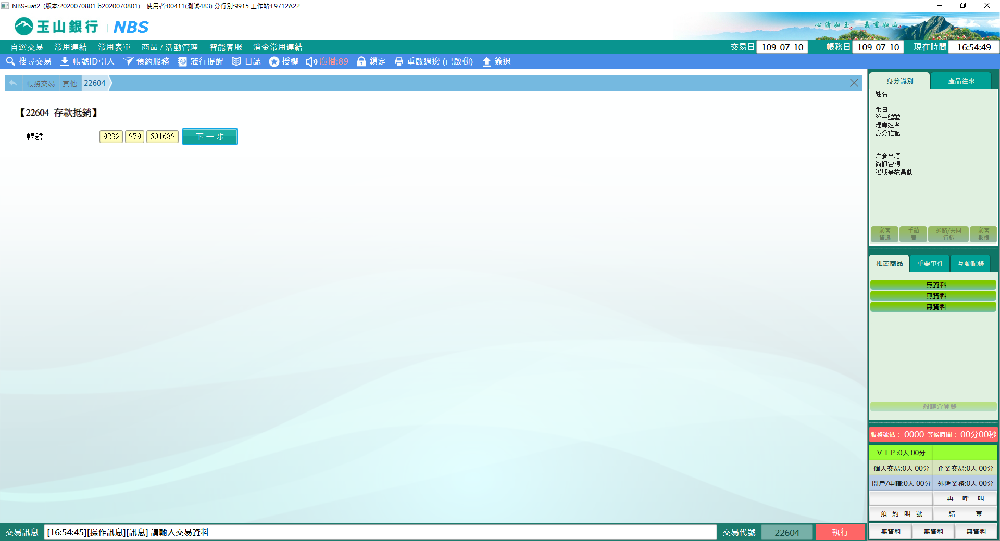 NBS-uat2 (版本:2020070801.b2020070801) 使用者:00411(測試483) 分行別:9915 工作站:L9712A22
玉山銀行 | NBS
心清如玉。義重如山。
自選交易 常用連結 常用表單 商品 / 活動管理 智能客服 消金常用連結 交易日 109-07-10 帳務日 109-07-10 現在時間 16:54:49
搜尋交易 帳號ID引入 預約服務 蒞行提醒 日誌 授權 廣播:89 鎖定 重啟週邊 (已啟動) 簽退
帳務交易 其他 22604
【22604 存款抵銷】
帳號 9232 979 601689 下一步
身分識別 產品往來
姓名
生日
統一編號
理專姓名
身分註記
注意事項
簡訊密碼
近期事故異動
顧客資訊 手續費 通路/共同行銷 顧客影像
推薦商品 重要事件 互動記錄
無資料
無資料
無資料
一般轉介登錄
服務號碼： 0000 等候時間： 00分00秒
ＶＩＰ:0人 00分
個人交易:0人 00分 企業交易:0人 00分
開戶/申請:0人 00分 外匯業務:0人 00分
再 呼 叫
預 約 叫 號 結 束
無資料 無資料 無資料
交易訊息 [16:54:45][操作訊息][訊息] 請輸入交易資料 交易代號 22604 執行